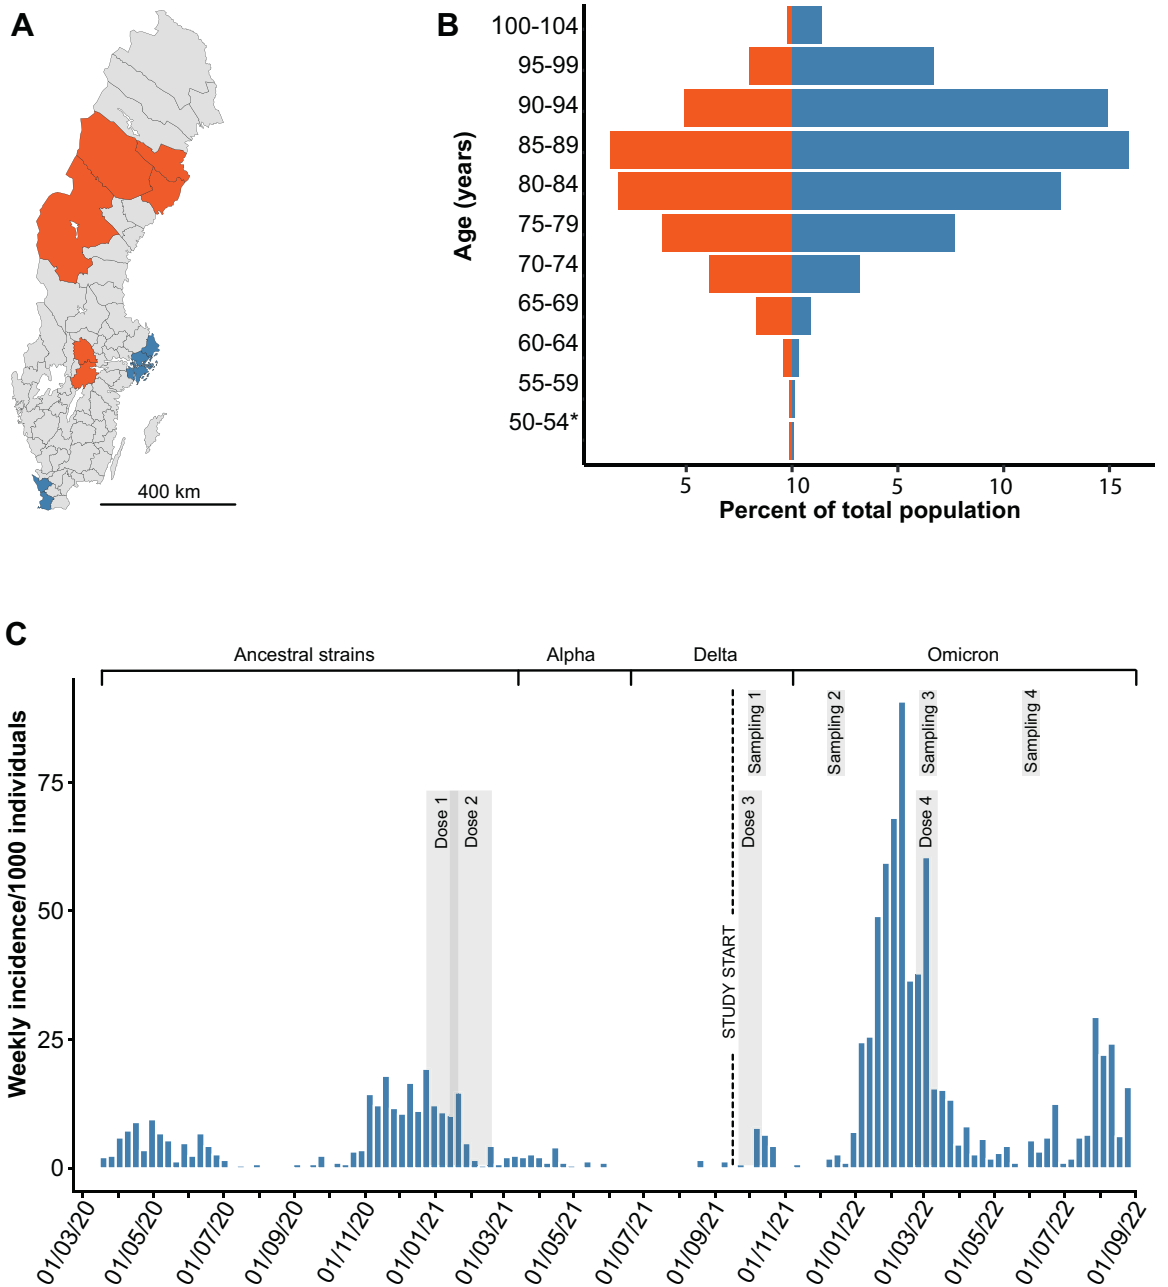 A
400 km
B
Age (years)
100-104
95-99
90-94
85-89
80-84
75-79
70-74
65-69
60-64
55-59
50-54*
5 10 5 10 15
Percent of total population
C
Ancestral strains Alpha Delta Omicron
Sampling 1 Sampling 2 Sampling 3 Sampling 4
Dose 1 Dose 2 Dose 3 Dose 4
STUDY START
Weekly incidence/1000 individuals
75
50
25
0
01/03/20 01/05/20 01/07/20 01/09/20 01/11/20 01/01/21 01/03/21 01/05/21 01/07/21 01/09/21 01/11/21 01/01/22 01/03/22 01/05/22 01/07/22 01/09/22